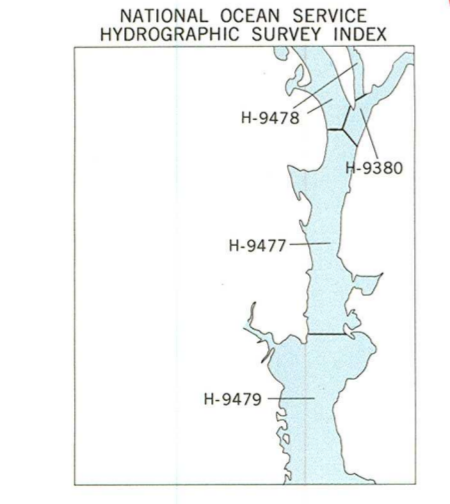 NATIONAL OCEAN SERVICE
HYDROGRAPHIC SURVEY INDEX
H-9478
H-9380
H-9477
H-9479